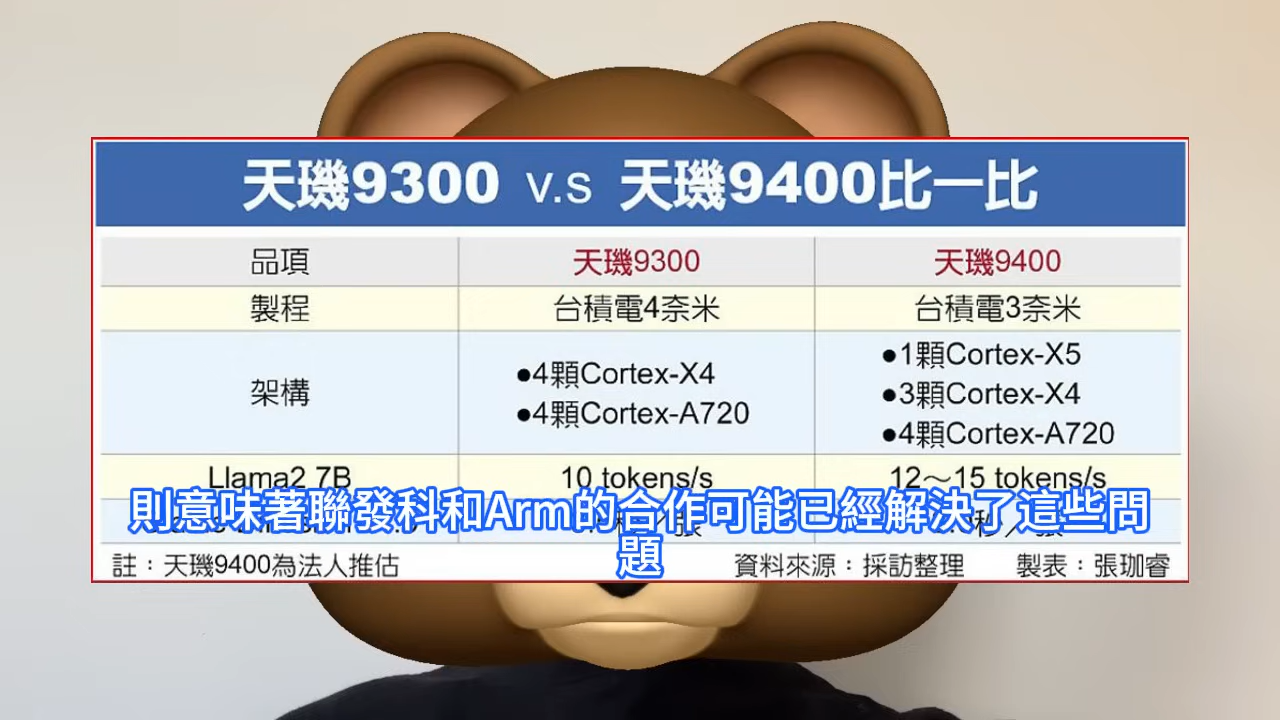 天璣9300 v.s 天璣9400比一比
品項 天璣9300 天璣9400
製程 台積電4奈米 台積電3奈米
架構
●4顆Cortex-X4
●4顆Cortex-A720
●1顆Cortex-X5
●3顆Cortex-X4
●4顆Cortex-A720
Llama2 7B 10 tokens/s 12~15 tokens/s
則意味著聯發科和Arm的合作可能已經解決了這些問
題
註：天璣9400為法人推估 資料來源：採訪整理 製表：張珈睿